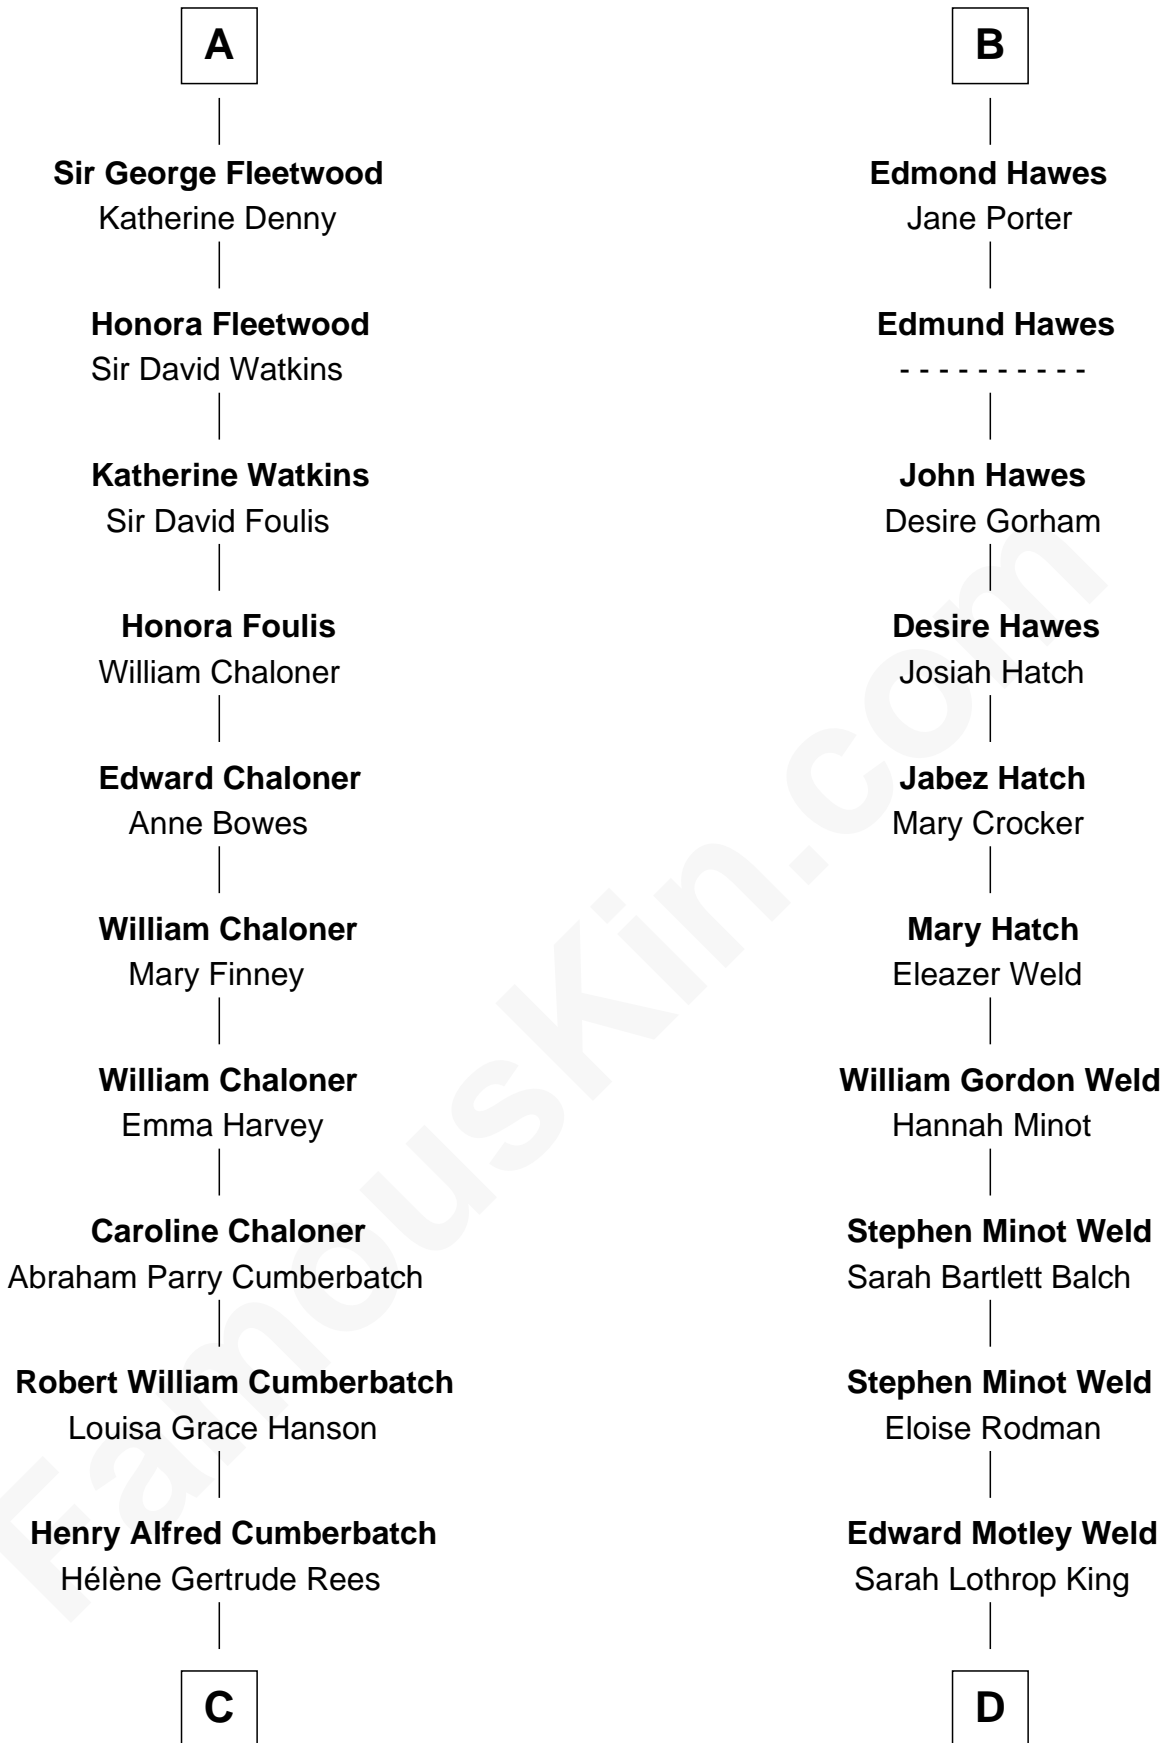 A
Sir George Fleetwood
Katherine Denny
Honora Fleetwood
Sir David Watkins
Katherine Watkins
Sir David Foulis
Honora Foulis
William Chaloner
Edward Chaloner
Anne Bowes
William Chaloner
Mary Finney
William Chaloner
Emma Harvey
Caroline Chaloner
Abraham Parry Cumberbatch
Robert William Cumberbatch
Louisa Grace Hanson
Henry Alfred Cumberbatch
Hélène Gertrude Rees
C
B
Edmond Hawes
Jane Porter
Edmund Hawes
- - - - - - - - - -
John Hawes
Desire Gorham
Desire Hawes
Josiah Hatch
Jabez Hatch
Mary Crocker
Mary Hatch
Eleazer Weld
William Gordon Weld
Hannah Minot
Stephen Minot Weld
Sarah Bartlett Balch
Stephen Minot Weld
Eloise Rodman
Edward Motley Weld
Sarah Lothrop King
D
FamousKin.com